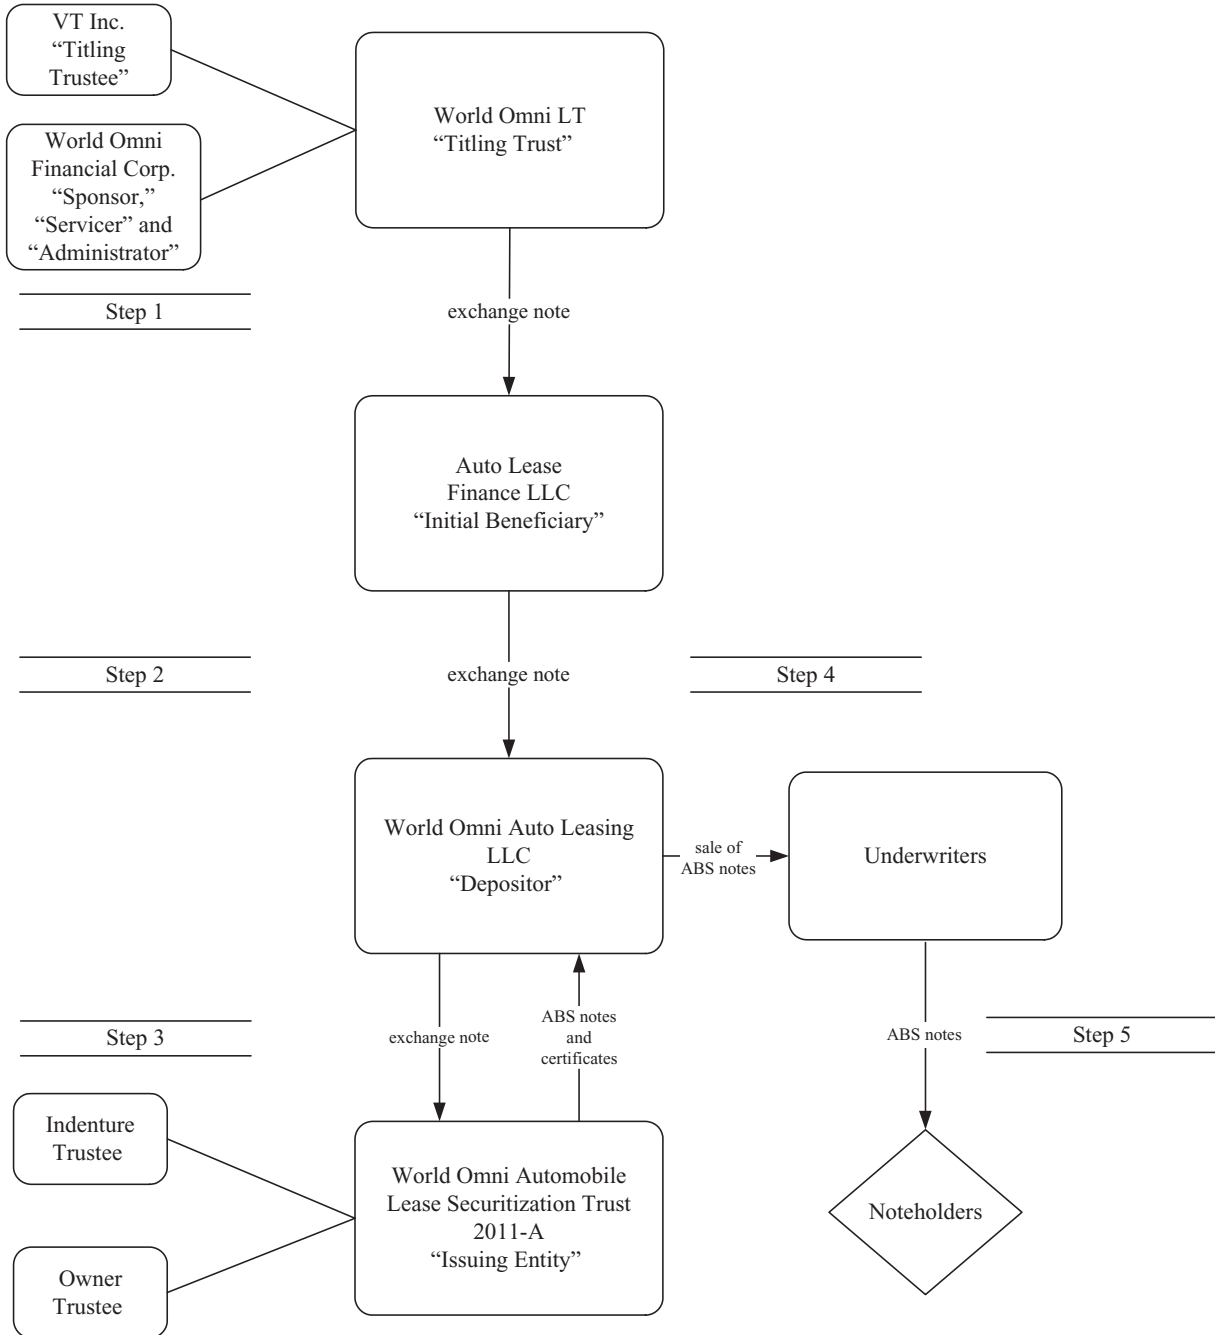 VT Inc.
“Titling
Trustee”
World Omni
Financial Corp.
“Sponsor,”
“Servicer” and
“Administrator”
World Omni LT
“Titling Trust”
Step 1
exchange note
Auto Lease
Finance LLC
“Initial Beneficiary”
Step 2
exchange note
Step 4
World Omni Auto Leasing
LLC
“Depositor”
sale of
ABS notes
Underwriters
Step 3
exchange note
ABS notes
and
certificates
ABS notes
Step 5
Indenture
Trustee
Owner
Trustee
World Omni Automobile
Lease Securitization Trust
2011-A
“Issuing Entity”
Noteholders